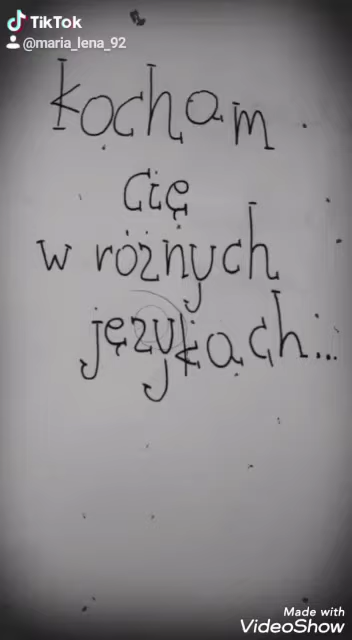 TikTok
@maria_lena_92
kocham
cię
w różnych
językach...
Made with
VideoShow